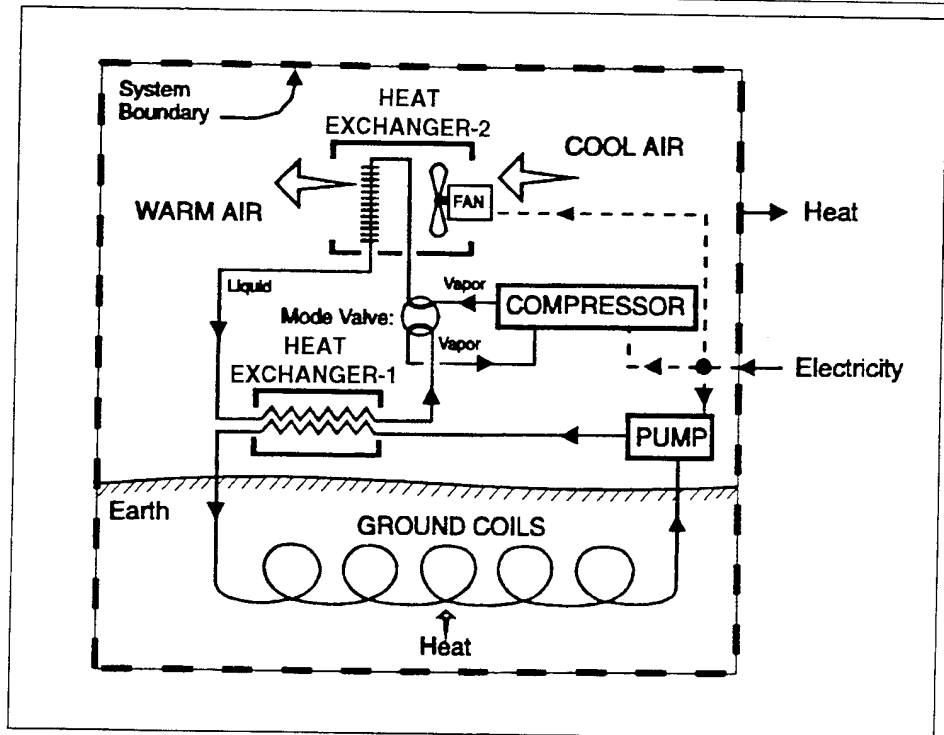 System
Boundary
HEAT
EXCHANGER-2
COOL AIR
WARM AIR
FAN
Heat
Liquid
Vapor
COMPRESSOR
Mode Valve:
Vapor
HEAT
EXCHANGER-1
Electricity
PUMP
Earth
GROUND COILS
Heat